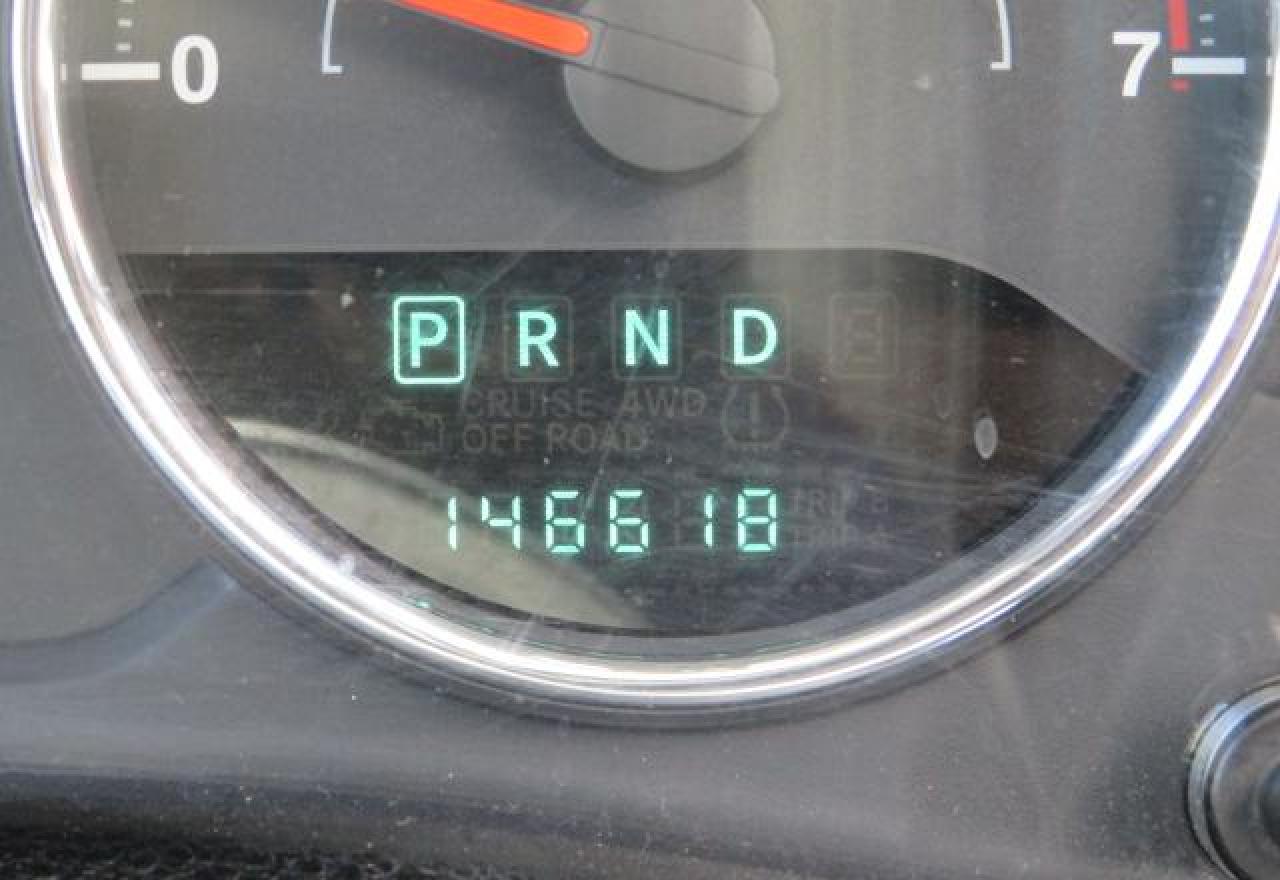 0 7
P R N D
CRUISE 4WD
OFF ROAD
146618